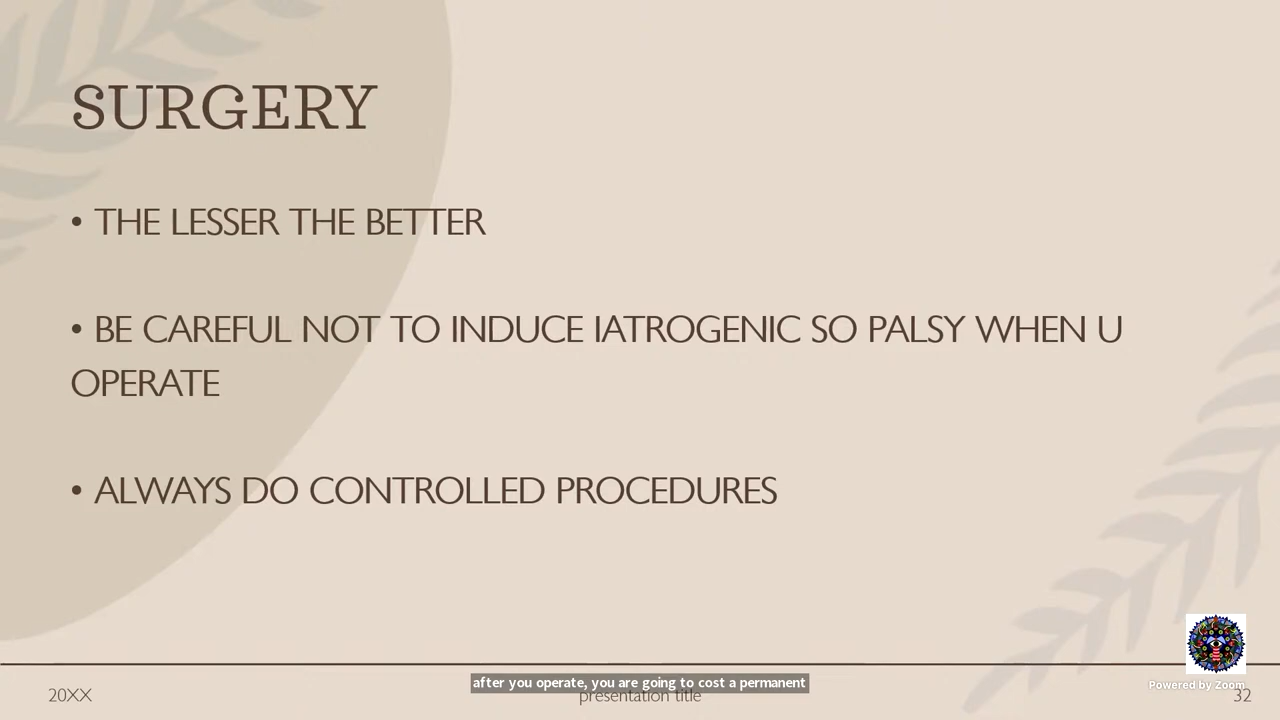 SURGERY
• THE LESSER THE BETTER
• BE CAREFUL NOT TO INDUCE IATROGENIC SO PALSY WHEN U
OPERATE
• ALWAYS DO CONTROLLED PROCEDURES
after you operate, you are going to cost a permanent
Powered by Zoom
20XX
presentation title
32